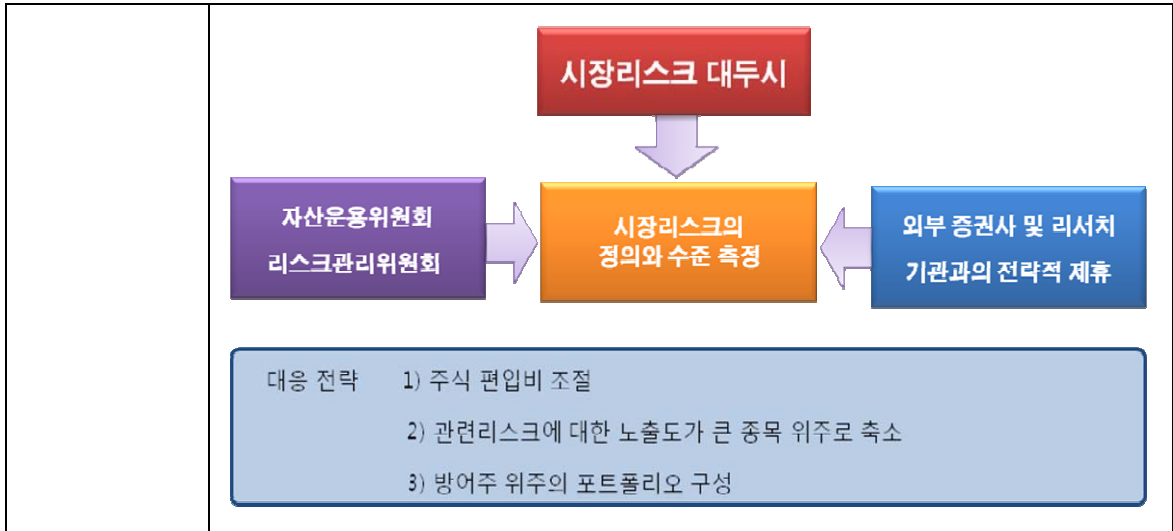 시장리스크 대두시
자산운용위원회
리스크관리위원회
시장리스크의
정의와 수준 측정
외부 증권사 및 리서치
기관과의 전략적 제휴
대응 전략 1) 주식 편입비 조절
2) 관련리스크에 대한 노출도가 큰 종목 위주로 축소
3) 방어주 위주의 포트폴리오 구성